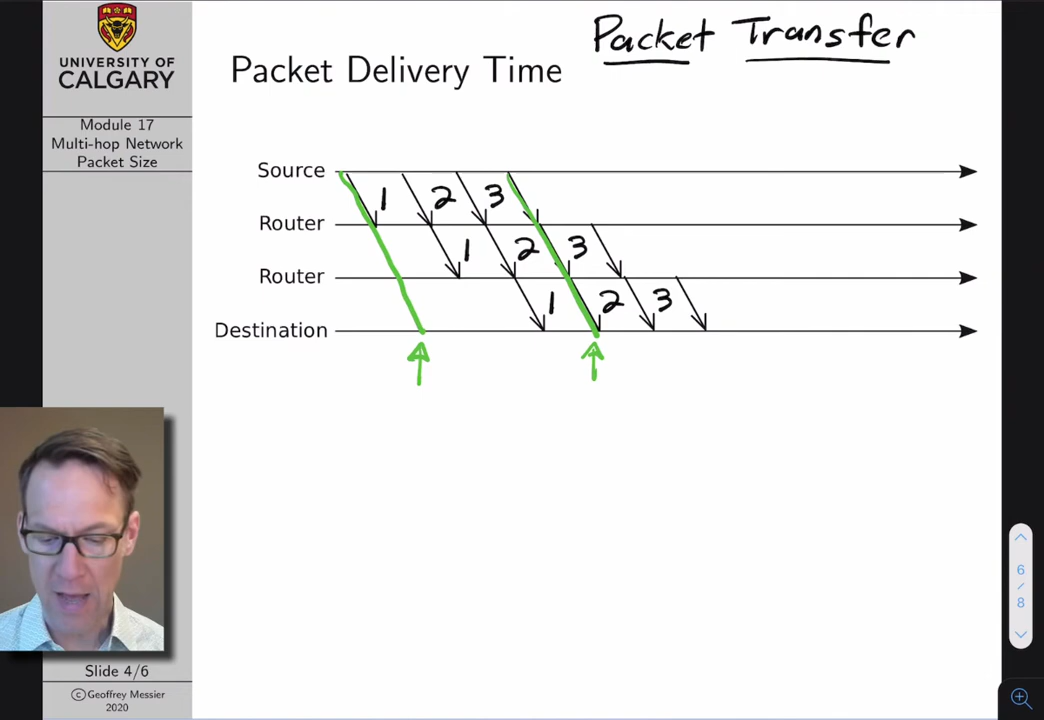 UNIVERSITY OF
CALGARY
Module 17
Multi-hop Network
Packet Size
Packet Transfer
Packet Delivery Time
Source
1 2 3
Router
1 2 3
Router
1 2 3
Destination
Slide 4/6
©Geoffrey Messier
2020
6
/
8